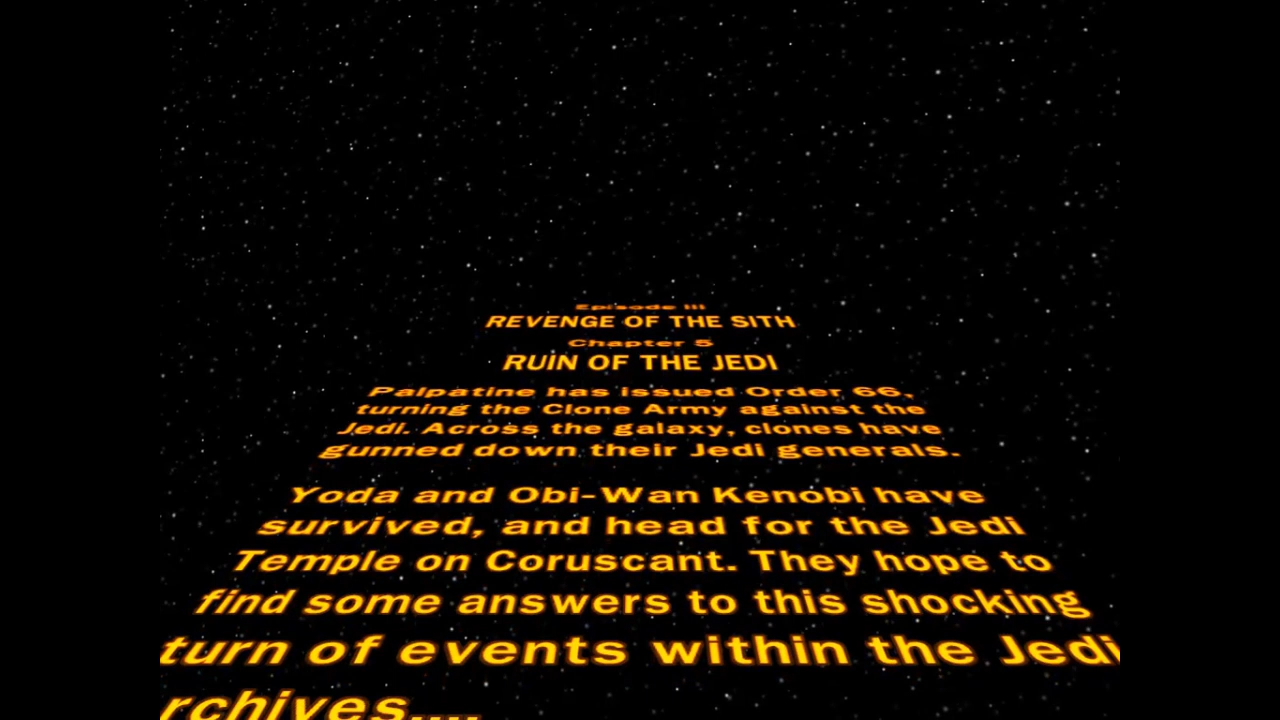 Episode III
REVENGE OF THE SITH
Chapter 5
RUIN OF THE JEDI
Palpatine has issued Order 66,
turning the Clone Army against the
Jedi. Across the galaxy, clones have
gunned down their Jedi generals.
Yoda and Obi-Wan Kenobi have
survived, and head for the Jedi
Temple on Coruscant. They hope to
find some answers to this shocking
turn of events within the Jedi
rchives....